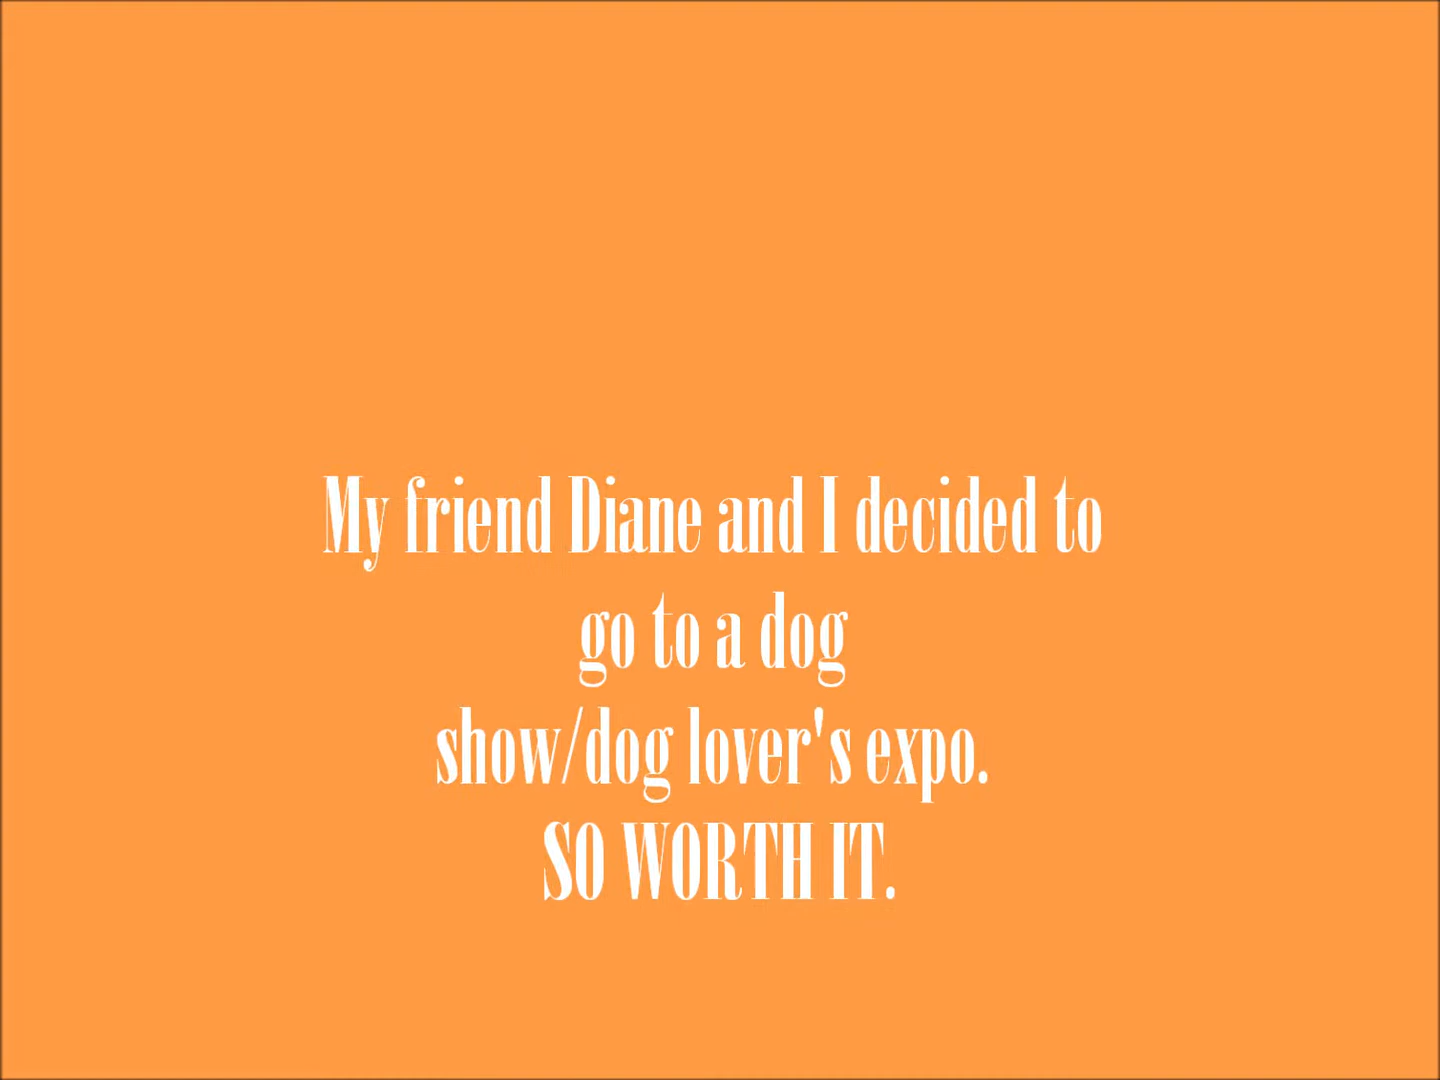 My friend Diane and I decided to
go to a dog
show/dog lover's expo.
SO WORTH IT.